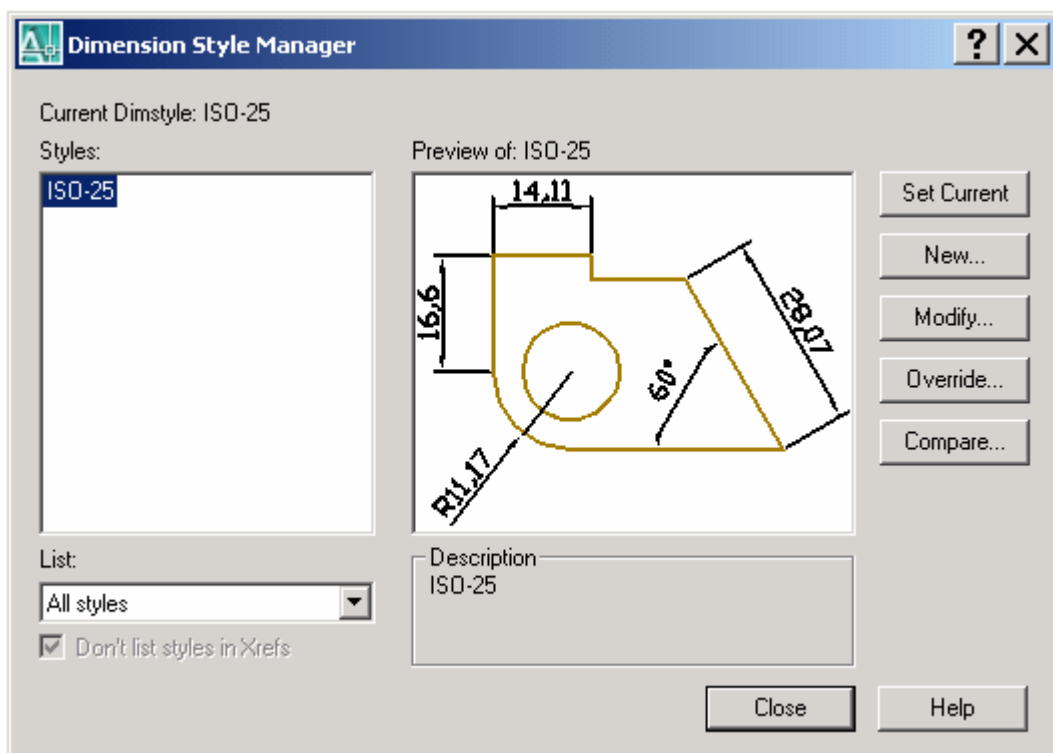 Dimension Style Manager
Current Dimstyle: ISO-25
Styles:
ISO-25
Preview of: ISO-25
14,11
16,6
28,07
60°
R11,17
Set Current
New...
Modify...
Override...
Compare...
List:
All styles
Don't list styles in Xrefs
Description
ISO-25
Close
Help